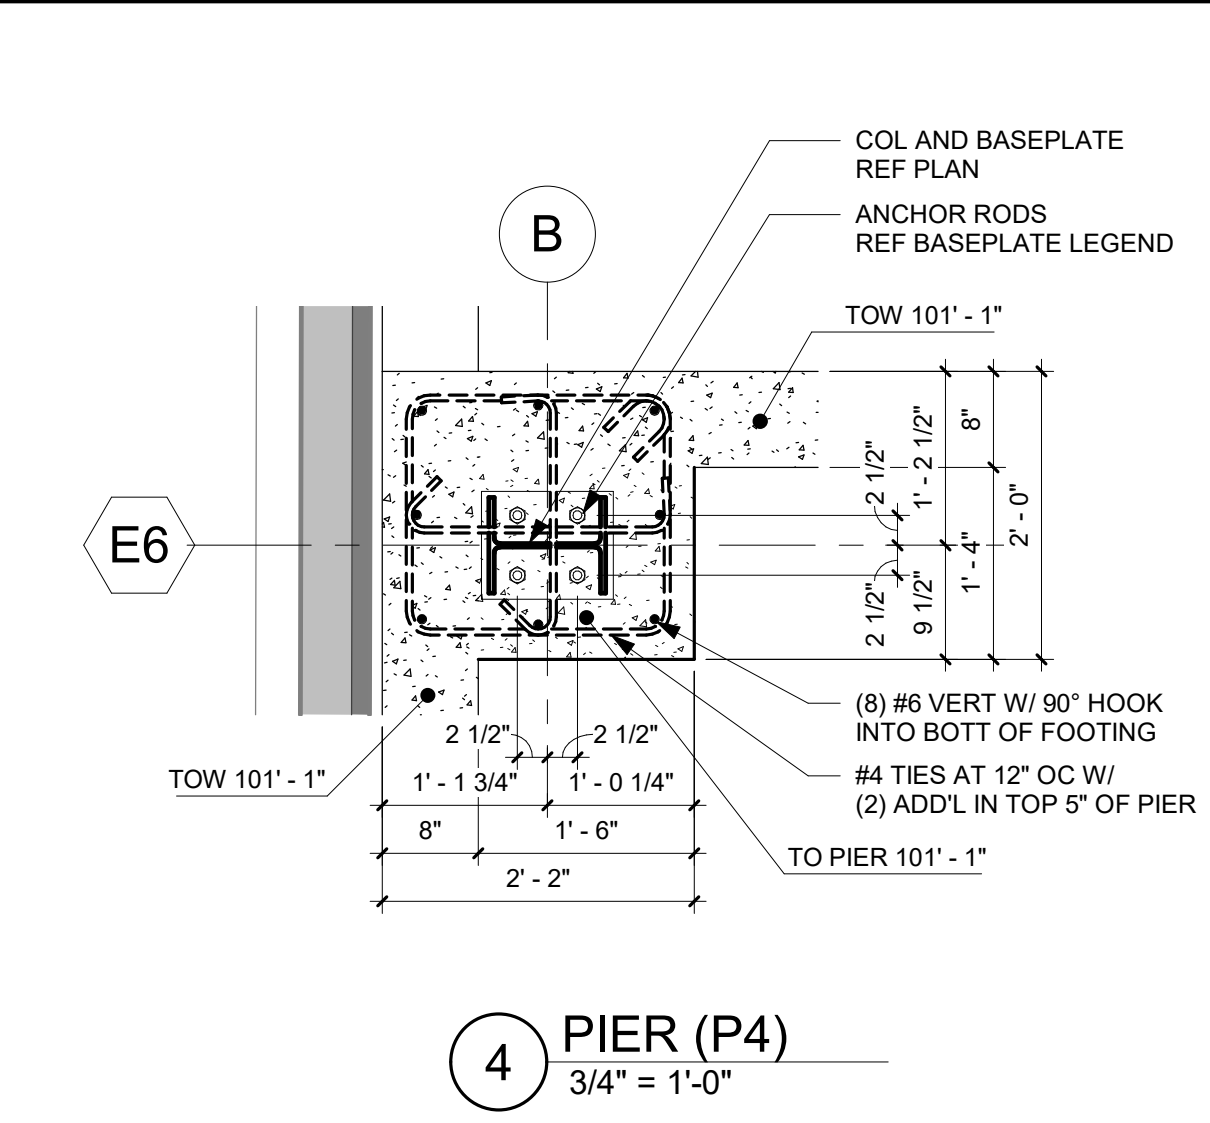 COL AND BASEPLATE
REF PLAN
ANCHOR RODS
REF BASEPLATE LEGEND
B
TOW 101' - 1"
2 1/2"
1' - 2 1/2"
8"
2' - 0"
E6
2 1/2"
9 1/2"
1' - 4"
(8) #6 VERT W/ 90° HOOK
INTO BOTT OF FOOTING
2 1/2"
2 1/2"
TOW 101' - 1"
1' - 1 3/4"
1' - 0 1/4"
#4 TIES AT 12" OC W/
(2) ADD'L IN TOP 5" OF PIER
8"
1' - 6"
TO PIER 101' - 1"
2' - 2"
4
PIER (P4)
3/4" = 1'-0"